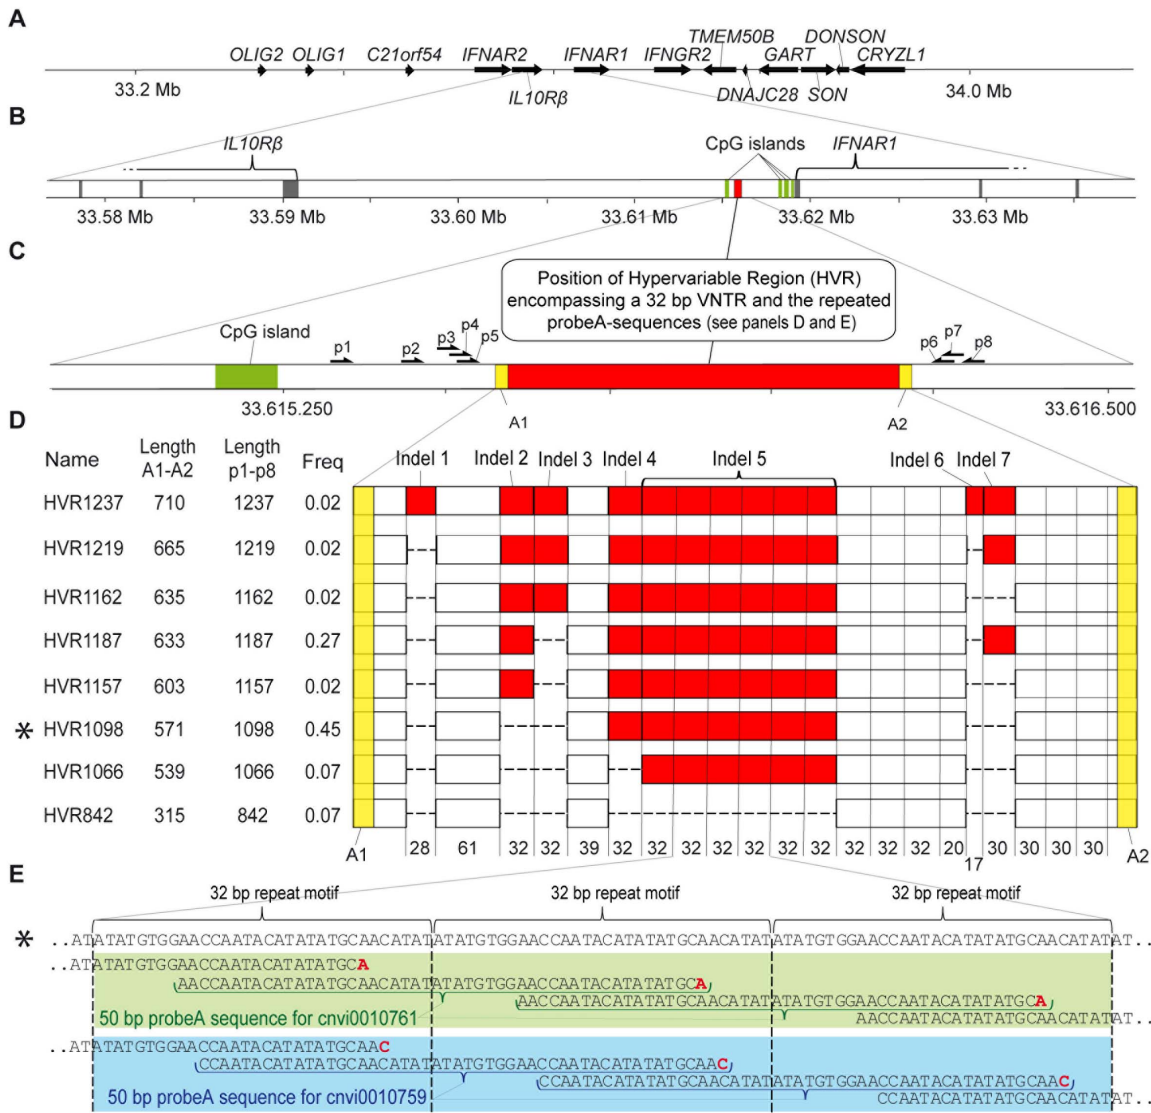 A
OLIG2 OLIG1 C21orf54 IFNAR2 IFNAR1 IFNGR2 TMEM50B GART DONSON CRYZL1
33.2 Mb IL10Rβ DNAJC28 SON 34.0 Mb
B
IL10Rβ CpG islands IFNAR1
33.58 Mb 33.59 Mb 33.60 Mb 33.61 Mb 33.62 Mb 33.63 Mb
C
Position of Hypervariable Region (HVR)
encompassing a 32 bp VNTR and the repeated
probeA-sequences (see panels D and E)
CpG island p1 p2 p3 p4 p5 p6 p7 p8
33.615.250 A1 A2 33.616.500
D
Name Length A1-A2 Length p1-p8 Freq Indel 1 Indel 2 Indel 3 Indel 4 Indel 5 Indel 6 Indel 7
HVR1237 710 1237 0.02
HVR1219 665 1219 0.02
HVR1162 635 1162 0.02
HVR1187 633 1187 0.27
HVR1157 603 1157 0.02
* HVR1098 571 1098 0.45
HVR1066 539 1066 0.07
HVR842 315 842 0.07
A1 28 61 32 32 39 32 32 32 32 32 32 32 32 32 32 20 17 30 30 30 30 A2
E
32 bp repeat motif 32 bp repeat motif 32 bp repeat motif
* ..ATATATGTGGAACCAATACATATATGCAACATATATATGTGGAACCAATACATATATGCAACATATATATGTGGAACCAATACATATATGCAACATATAT..
..ATATATGTGGAACCAATACATATATGCA
AACCAATACATATATGCAACATATATATGTGGAACCAATACATATATGCA
AACCAATACATATATGCAACATATATATGTGGAACCAATACATATATGCA
50 bp probeA sequence for cnvi0010761 AACCAATACATATATGCAACATATAT..
..ATATATGTGGAACCAATACATATATGCAAC
CCAATACATATATGCAACATATATATGTGGAACCAATACATATATGCAAC
CCAATACATATATGCAACATATATATGTGGAACCAATACATATATGCAAC
50 bp probeA sequence for cnvi0010759 CCAATACATATATGCAACATATAT..